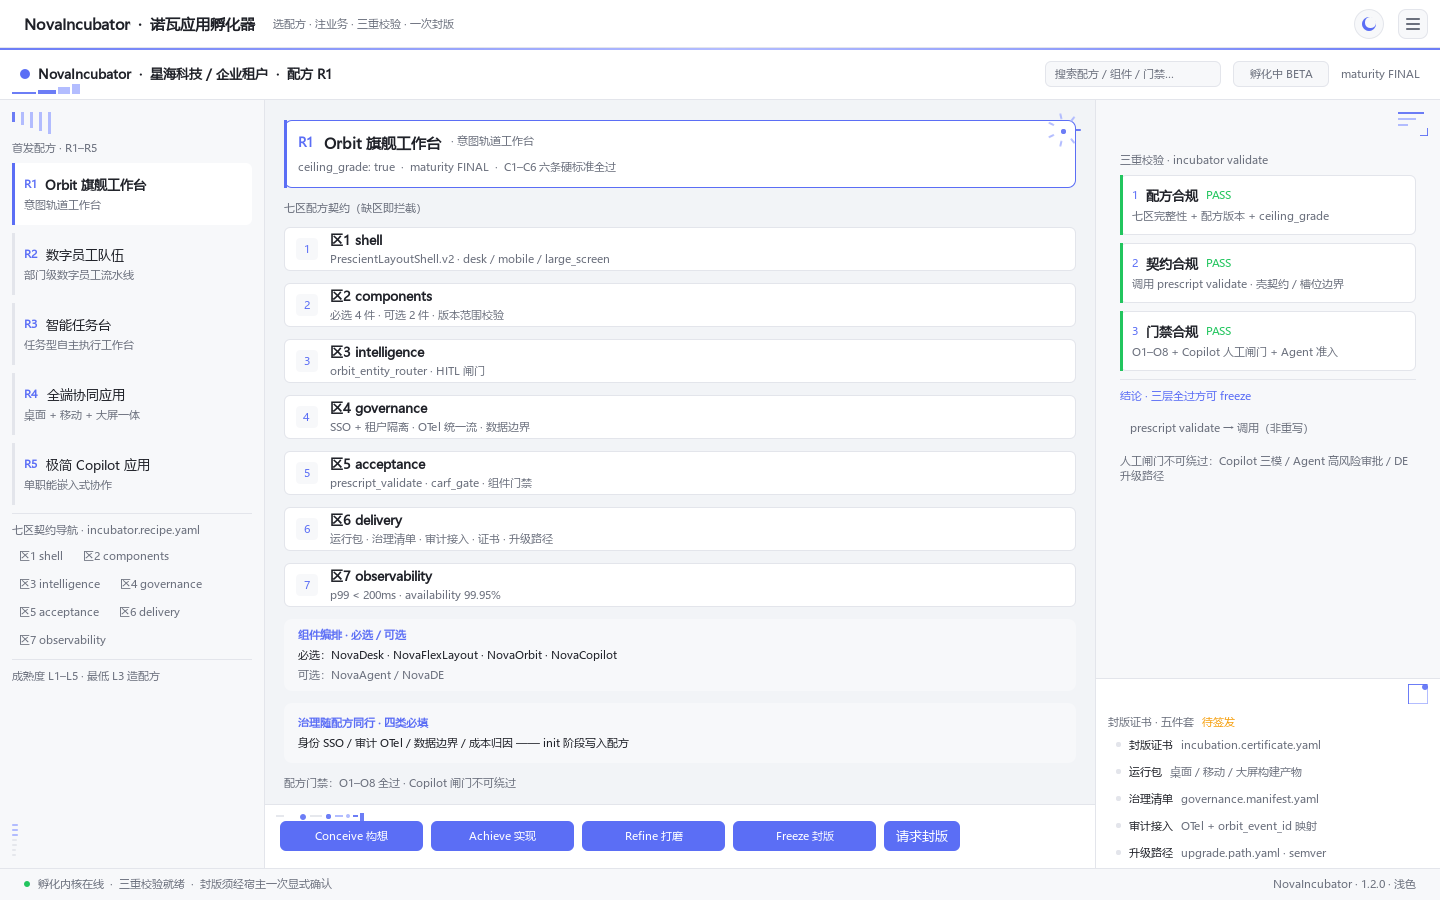 NovaIncubator · 诺瓦应用孵化器 选配方 · 注业务 · 三重校验 · 一次封版
NovaIncubator · 星海科技 / 企业租户 · 配方 R1
搜索配方 / 组件 / 门禁...
孵化中 BETA
maturity FINAL
首发配方 · R1–R5
R1 Orbit 旗舰工作台
意图轨道工作台
R2 数字员工队伍
部门级数字员工流水线
R3 智能任务台
任务型自主执行工作台
R4 全端协同应用
桌面 + 移动 + 大屏一体
R5 极简 Copilot 应用
单职能嵌入式协作
七区契约导航 · incubator.recipe.yaml
区1 shell 区2 components
区3 intelligence 区4 governance
区5 acceptance 区6 delivery
区7 observability
成熟度 L1–L5 · 最低 L3 造配方
R1 Orbit 旗舰工作台 · 意图轨道工作台
ceiling_grade: true · maturity FINAL · C1–C6 六条硬标准全过
七区配方契约（缺区即拦截）
1 区1 shell
PrescientLayoutShell.v2 · desk / mobile / large_screen
2 区2 components
必选 4 件 · 可选 2 件 · 版本范围校验
3 区3 intelligence
orbit_entity_router · HITL 闸门
4 区4 governance
SSO + 租户隔离 · OTel 统一流 · 数据边界
5 区5 acceptance
prescript_validate · carf_gate · 组件门禁
6 区6 delivery
运行包 · 治理清单 · 审计接入 · 证书 · 升级路径
7 区7 observability
p99 < 200ms · availability 99.95%
组件编排 · 必选 / 可选
必选：NovaDesk · NovaFlexLayout · NovaOrbit · NovaCopilot
可选：NovaAgent / NovaDE
治理随配方同行 · 四类必填
身份 SSO / 审计 OTel / 数据边界 / 成本归因 —— init 阶段写入配方
配方门禁：O1–O8 全过 · Copilot 闸门不可绕过
Conceive 构想
Achieve 实现
Refine 打磨
Freeze 封版
请求封版
三重校验 · incubator validate
1 配方合规 PASS
七区完整性 + 配方版本 + ceiling_grade
2 契约合规 PASS
调用 prescript validate · 壳契约 / 槽位边界
3 门禁合规 PASS
O1–O8 + Copilot 人工闸门 + Agent 准入
结论 · 三层全过方可 freeze
prescript validate → 调用（非重写）
人工闸门不可绕过：Copilot 三模 / Agent 高风险审批 / DE
升级路径
封版证书 · 五件套 待签发
封版证书 incubation.certificate.yaml
运行包 桌面 / 移动 / 大屏构建产物
治理清单 governance.manifest.yaml
审计接入 OTel + orbit_event_id 映射
升级路径 upgrade.path.yaml · semver
孵化内核在线 · 三重校验就绪 · 封版须经宿主一次显式确认
NovaIncubator · 1.2.0 · 浅色